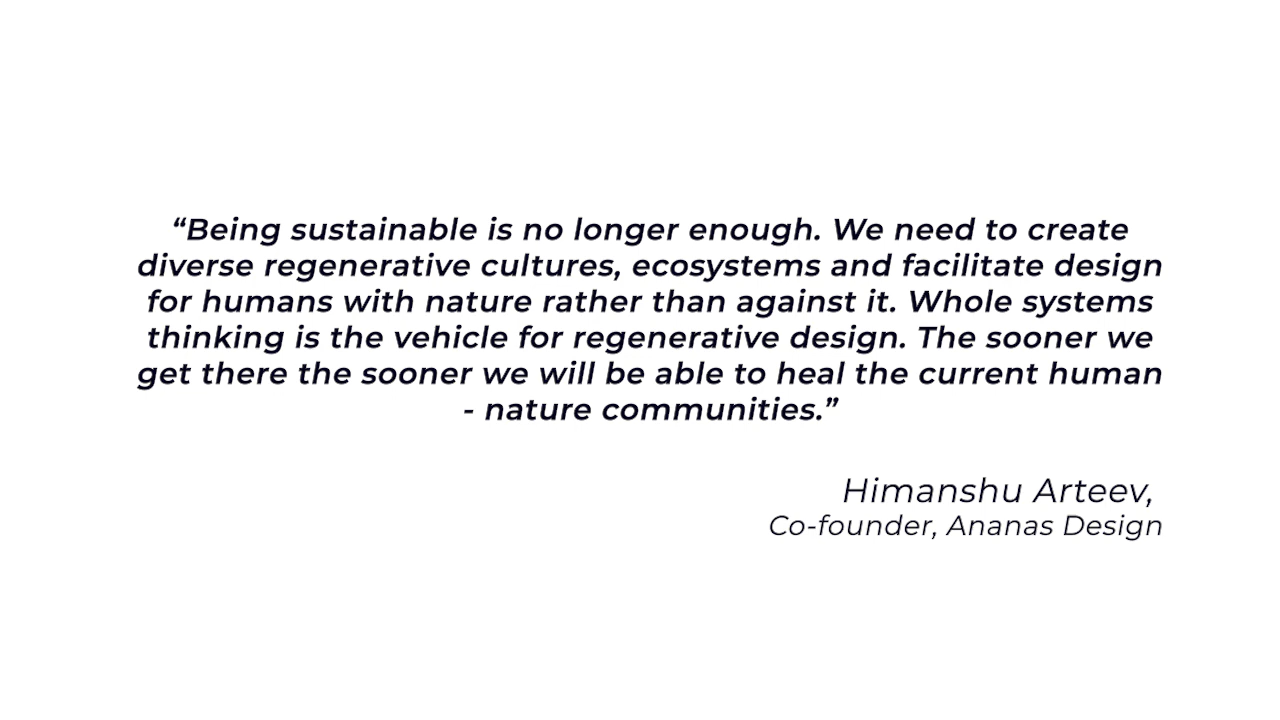 “Being sustainable is no longer enough. We need to create
diverse regenerative cultures, ecosystems and facilitate design
for humans with nature rather than against it. Whole systems
thinking is the vehicle for regenerative design. The sooner we
get there the sooner we will be able to heal the current human
- nature communities.”
Himanshu Arteev,
Co-founder, Ananas Design